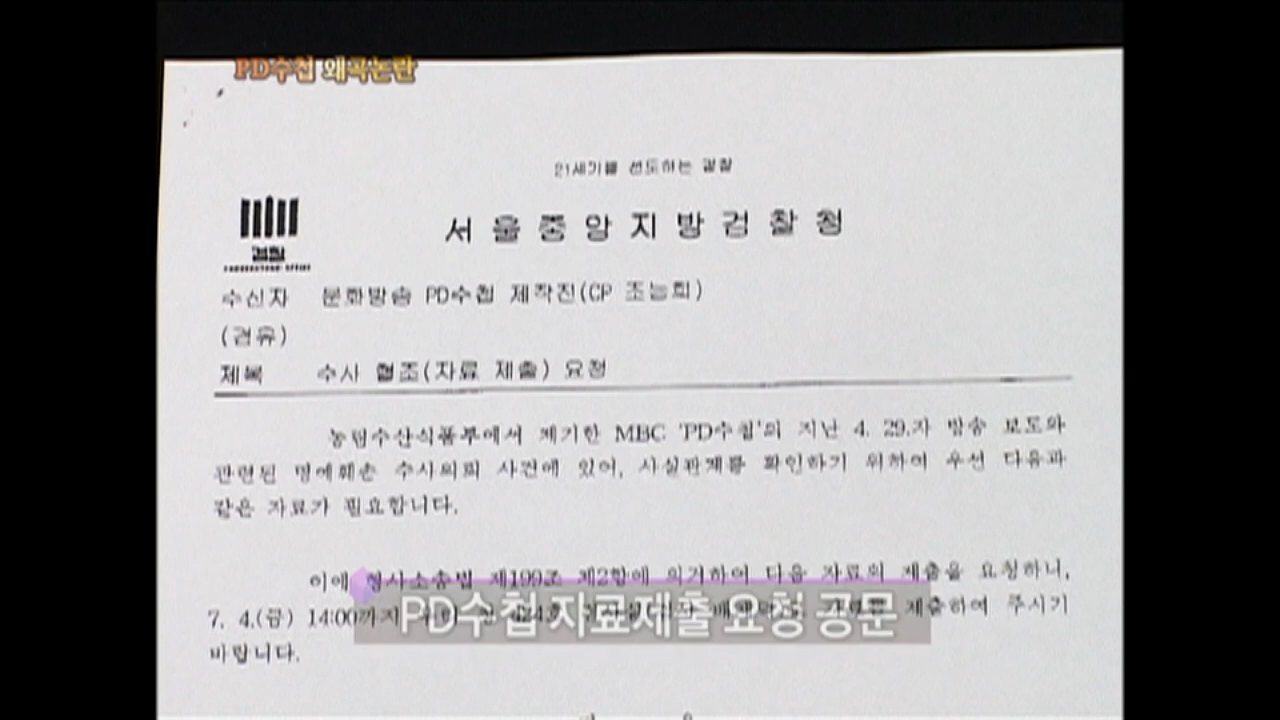 PD수첩 왜곡논란
21세기를 선도하는 검찰
서울중앙지방검찰청
검찰
PROSECUTORS' OFFICE
수신자 문화방송 PD수첩 제작진(CP 조능희)
(경유)
제목 수사 협조(자료 제출) 요청
농림수산식품부에서 제기한 MBC 'PD수첩'의 지난 4. 29.자 방송 보도와
관련된 명예훼손 수사의뢰 사건에 있어, 사실관계를 확인하기 위하여 우선 다음과
같은 자료가 필요합니다.
이에 형사소송법 제199조 제2항에 의거하여 다음 자료의 제출을 요청하니,
7. 4.(금) 14:00까지 제출하여 주시기
PD수첩 자료제출 요청 공문
바랍니다.